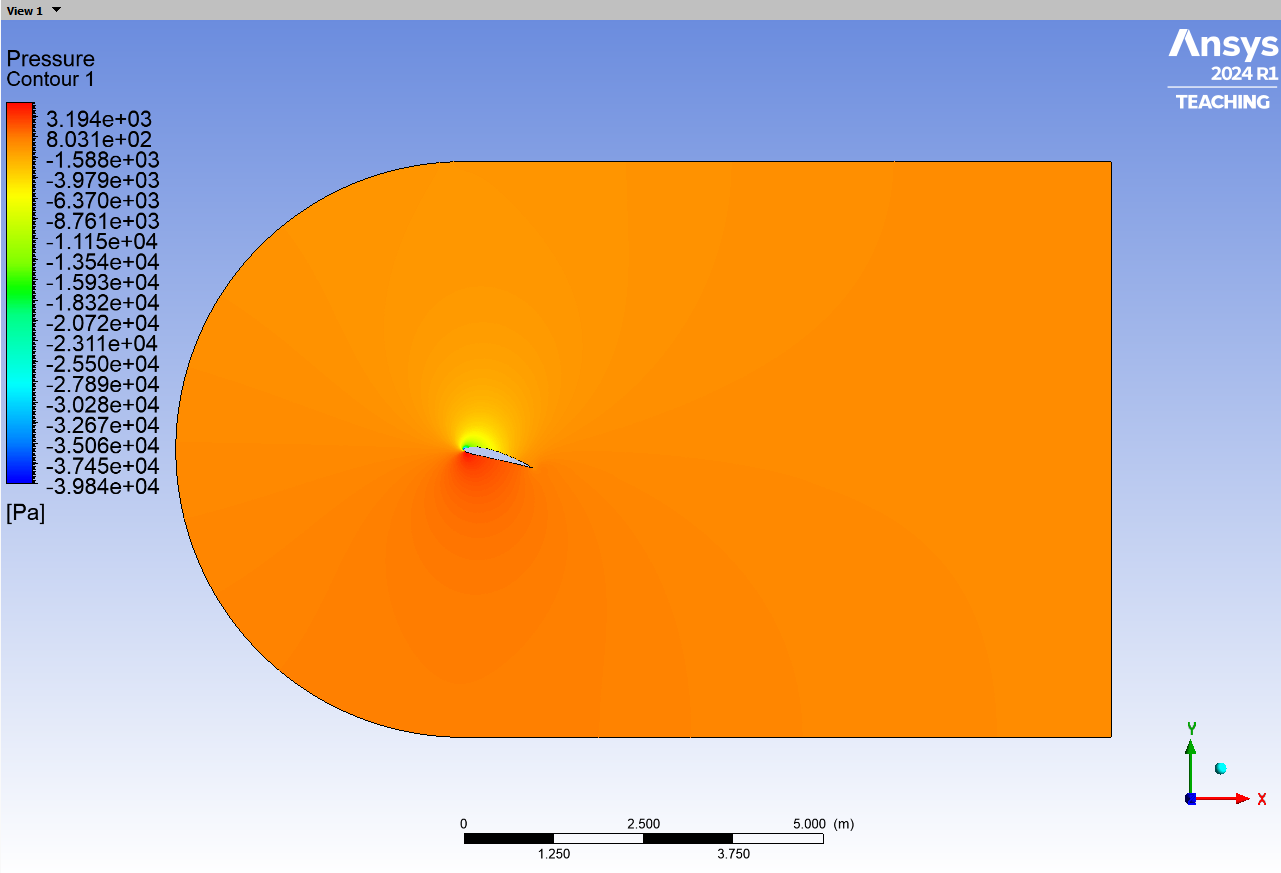 View 1
Ansys
2024 R1
TEACHING
Pressure
Contour 1
3.194e+03
8.031e+02
-1.588e+03
-3.979e+03
-6.370e+03
-8.761e+03
-1.115e+04
-1.354e+04
-1.593e+04
-1.832e+04
-2.072e+04
-2.311e+04
-2.550e+04
-2.789e+04
-3.028e+04
-3.267e+04
-3.506e+04
-3.745e+04
-3.984e+04
[Pa]
Y
X
0 2.500 5.000 (m)
1.250 3.750